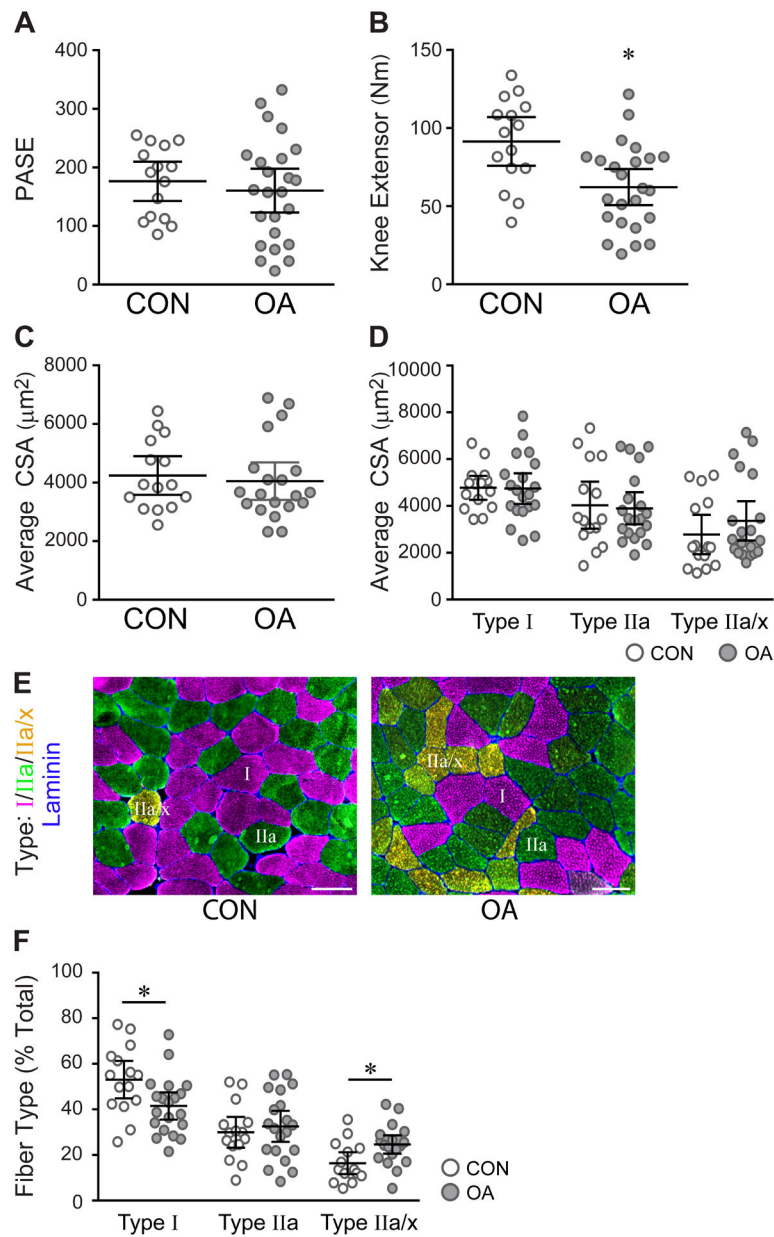 A
PASE
400
300
200
100
0
CON OA
B
Knee Extensor (Nm)
150
100
50
0
*
CON OA
C
Average CSA (μm²)
8000
6000
4000
2000
0
CON OA
D
Average CSA (μm²)
10000
8000
6000
4000
2000
0
Type I Type IIa Type IIa/x
CON OA
E
Type: I/IIa/IIa/x
Laminin
I
IIa/x
IIa
CON
IIa/x
I
IIa
OA
F
Fiber Type (% Total)
100
80
60
40
20
0
*
*
Type I Type IIa Type IIa/x
CON
OA